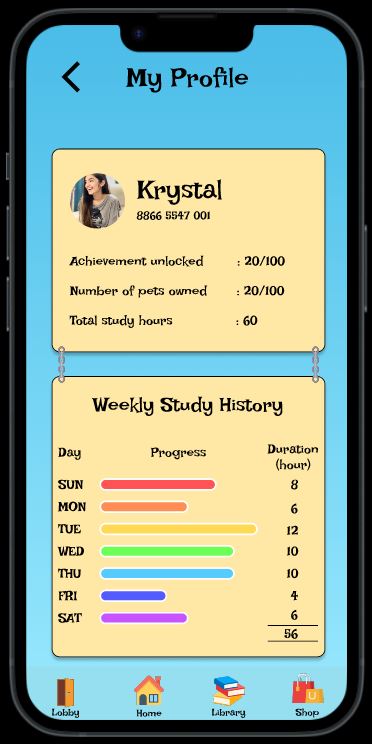 My Profile
Krystal
8866 5547 001
Achievement unlocked : 20/100
Number of pets owned : 20/100
Total study hours : 60
Weekly Study History
Day Progress Duration
(hour)
SUN 8
MON 6
TUE 12
WED 10
THU 10
FRI 4
SAT 6
56
Lobby Home Library Shop